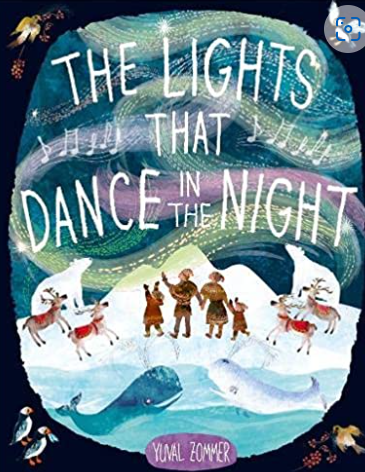 THE LIGHTS
THAT
DANCE IN THE NIGHT
YUVAL ZOMMER